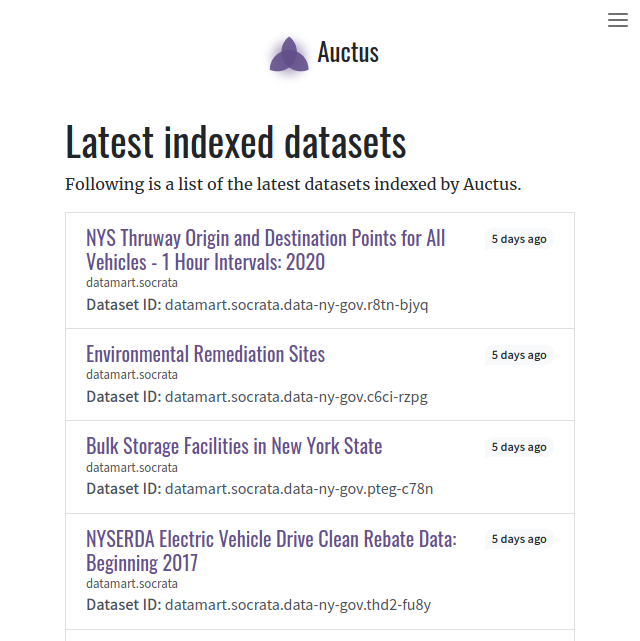 Auctus
Latest indexed datasets
Following is a list of the latest datasets indexed by Auctus.
NYS Thruway Origin and Destination Points for All
Vehicles - 1 Hour Intervals: 2020
5 days ago
datamart.socrata
Dataset ID: datamart.socrata.data-ny-gov.r8tn-bjyq
Environmental Remediation Sites
5 days ago
datamart.socrata
Dataset ID: datamart.socrata.data-ny-gov.c6ci-rzpg
Bulk Storage Facilities in New York State
5 days ago
datamart.socrata
Dataset ID: datamart.socrata.data-ny-gov.pteg-c78n
NYSERDA Electric Vehicle Drive Clean Rebate Data:
Beginning 2017
5 days ago
datamart.socrata
Dataset ID: datamart.socrata.data-ny-gov.thd2-fu8y